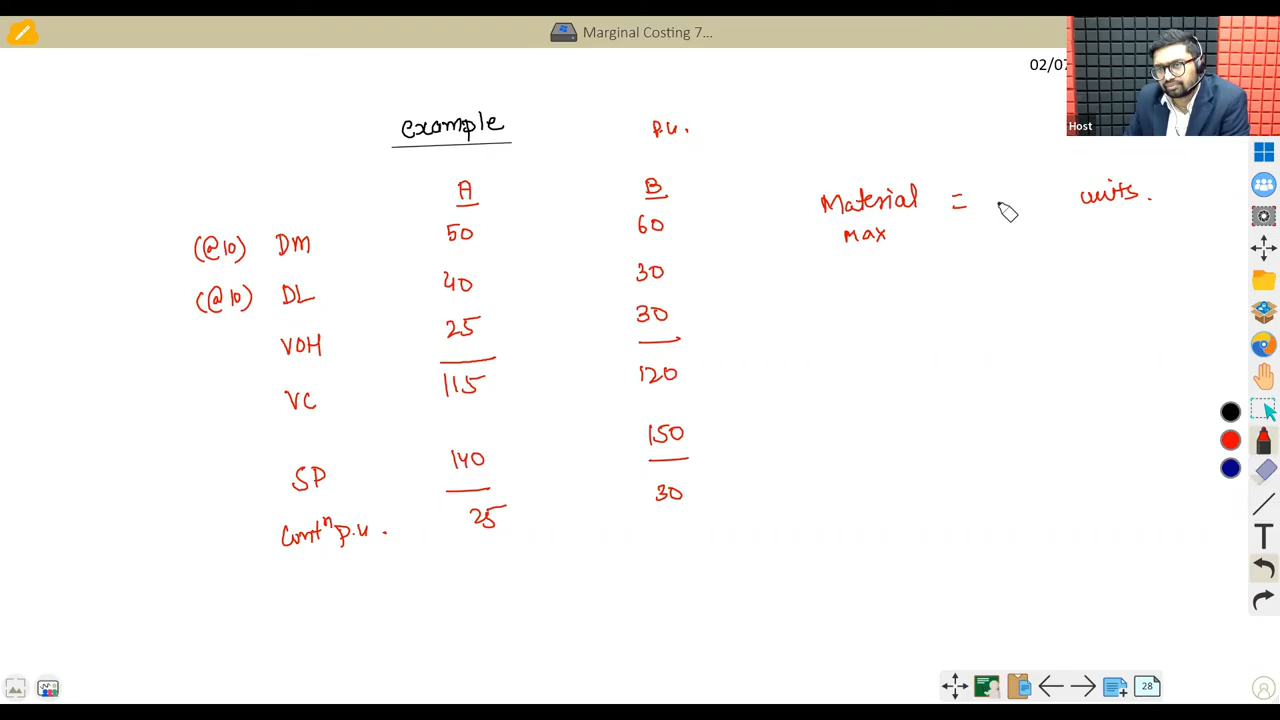 Marginal Costing 7...
02/07
Host
example
p.u.
A B
(@10) DM 50 60
(@10) DL 40 30
VOH 25 30
VC 115 120
SP 140 150
Contn p.u. 25 30
Material = units.
Max
28